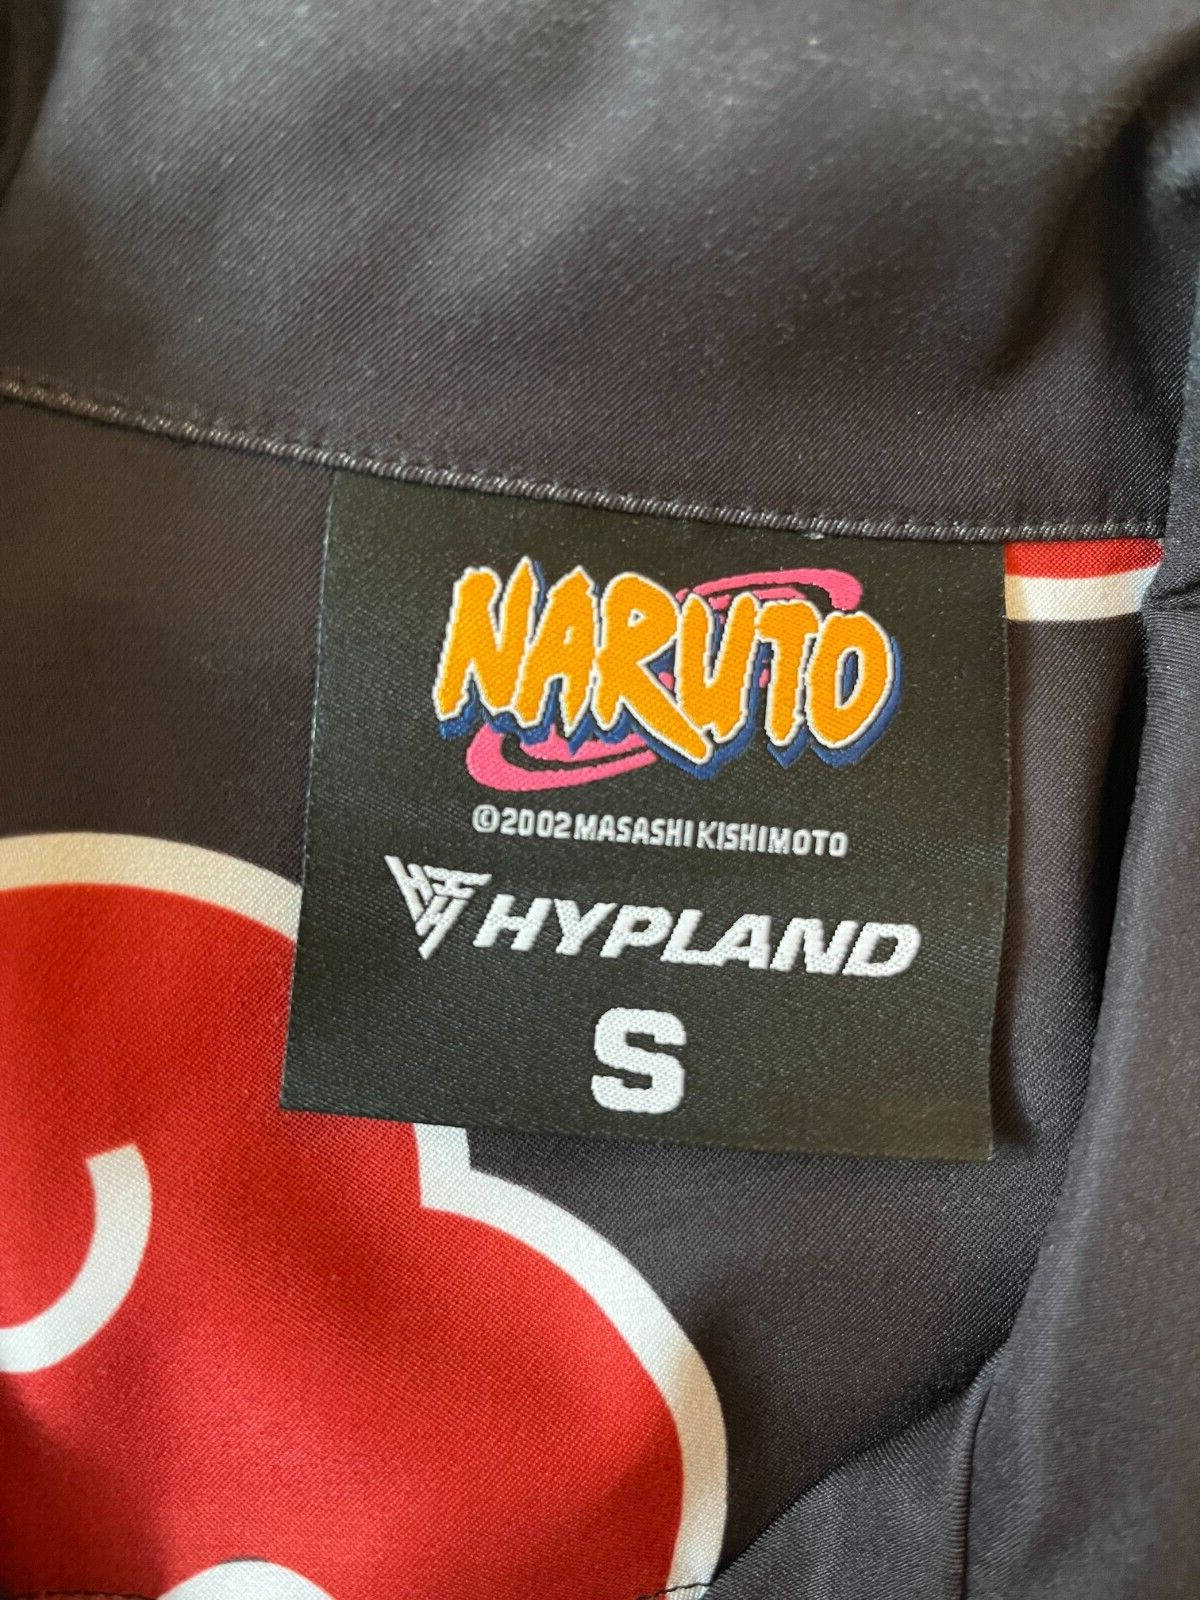 NARUTO
©2002 MASASHI KISHIMOTO
HYPLAND
S